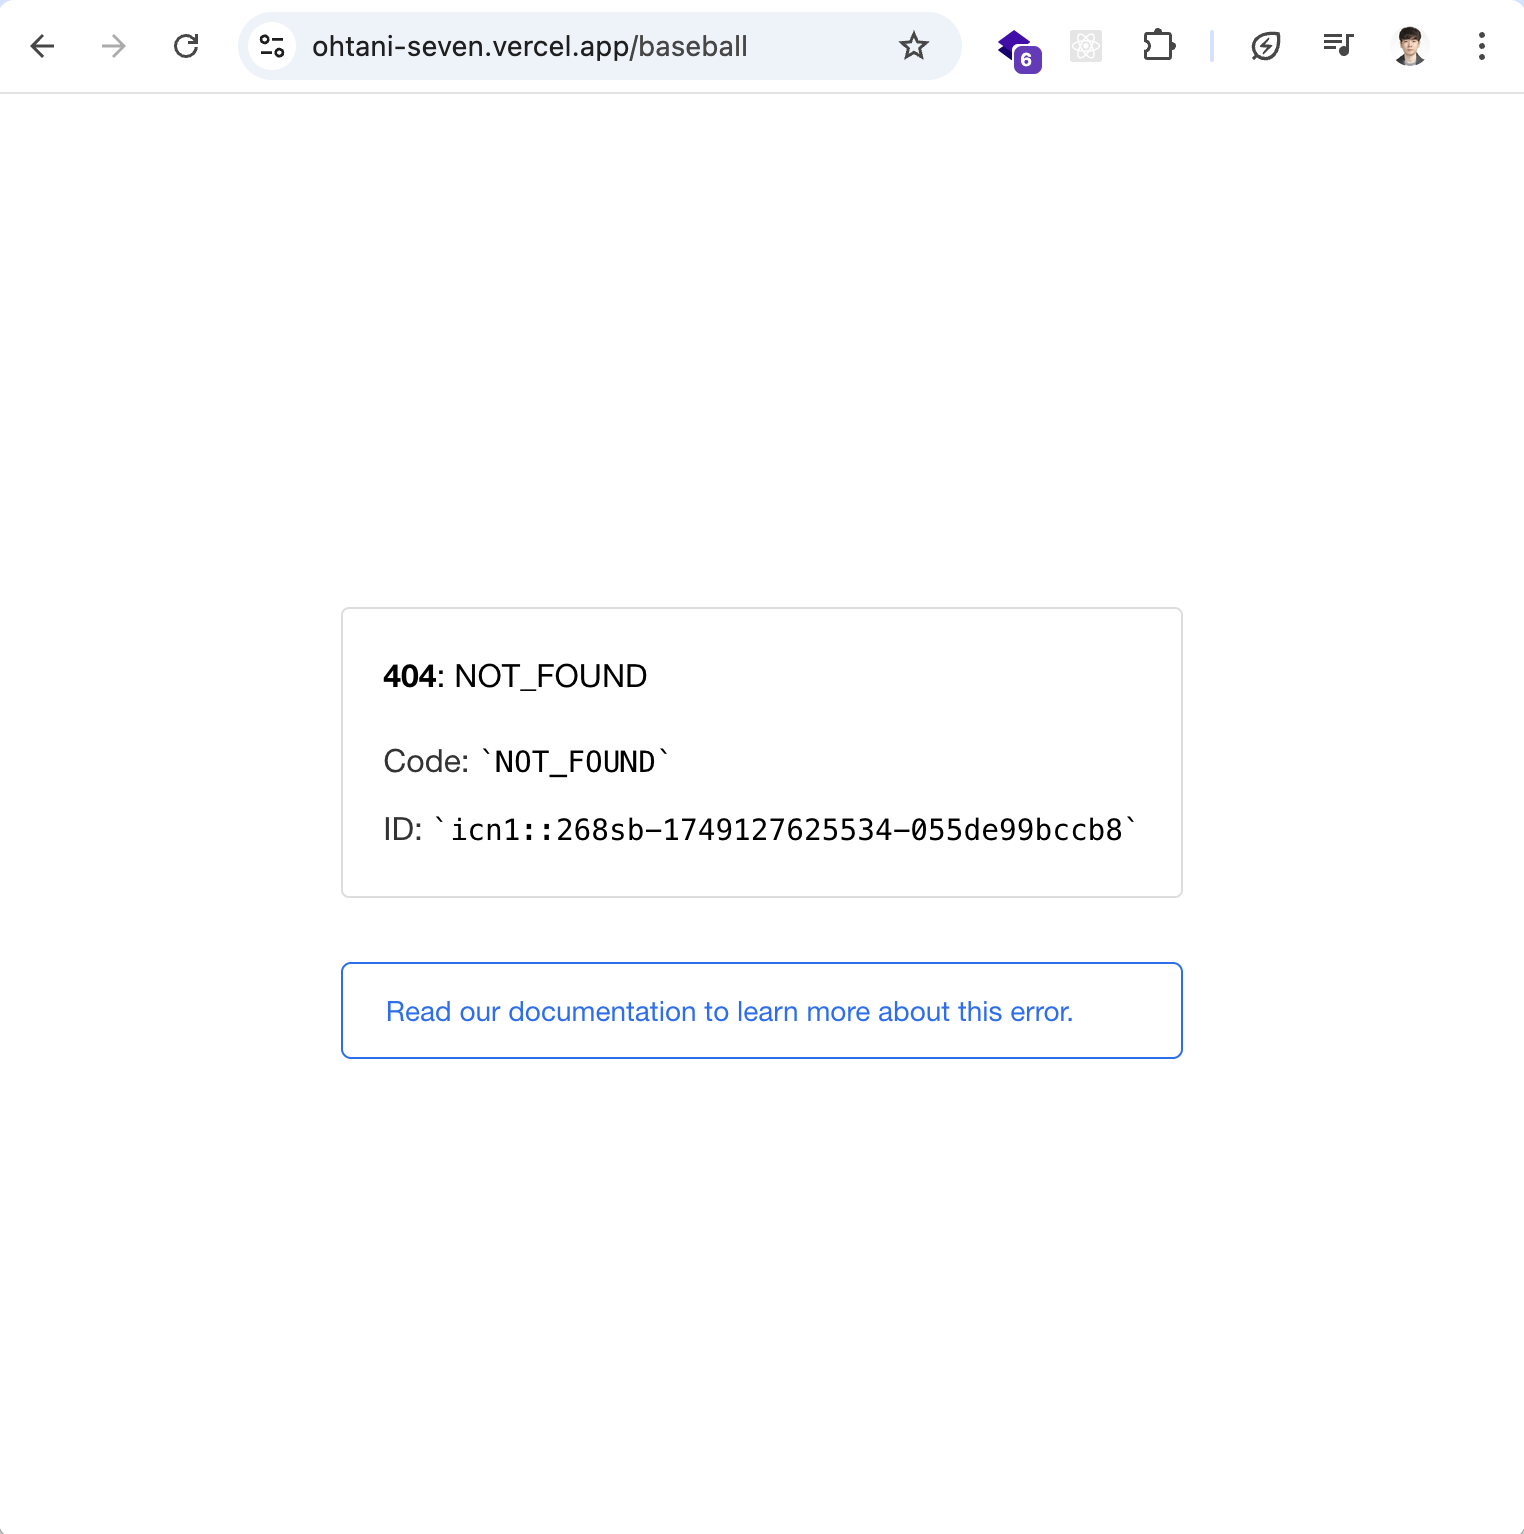 ohtani-seven.vercel.app/baseball
6
404: NOT_FOUND
Code: `NOT_FOUND`
ID: `icn1::268sb-1749127625534-055de99bccb8`
Read our documentation to learn more about this error.